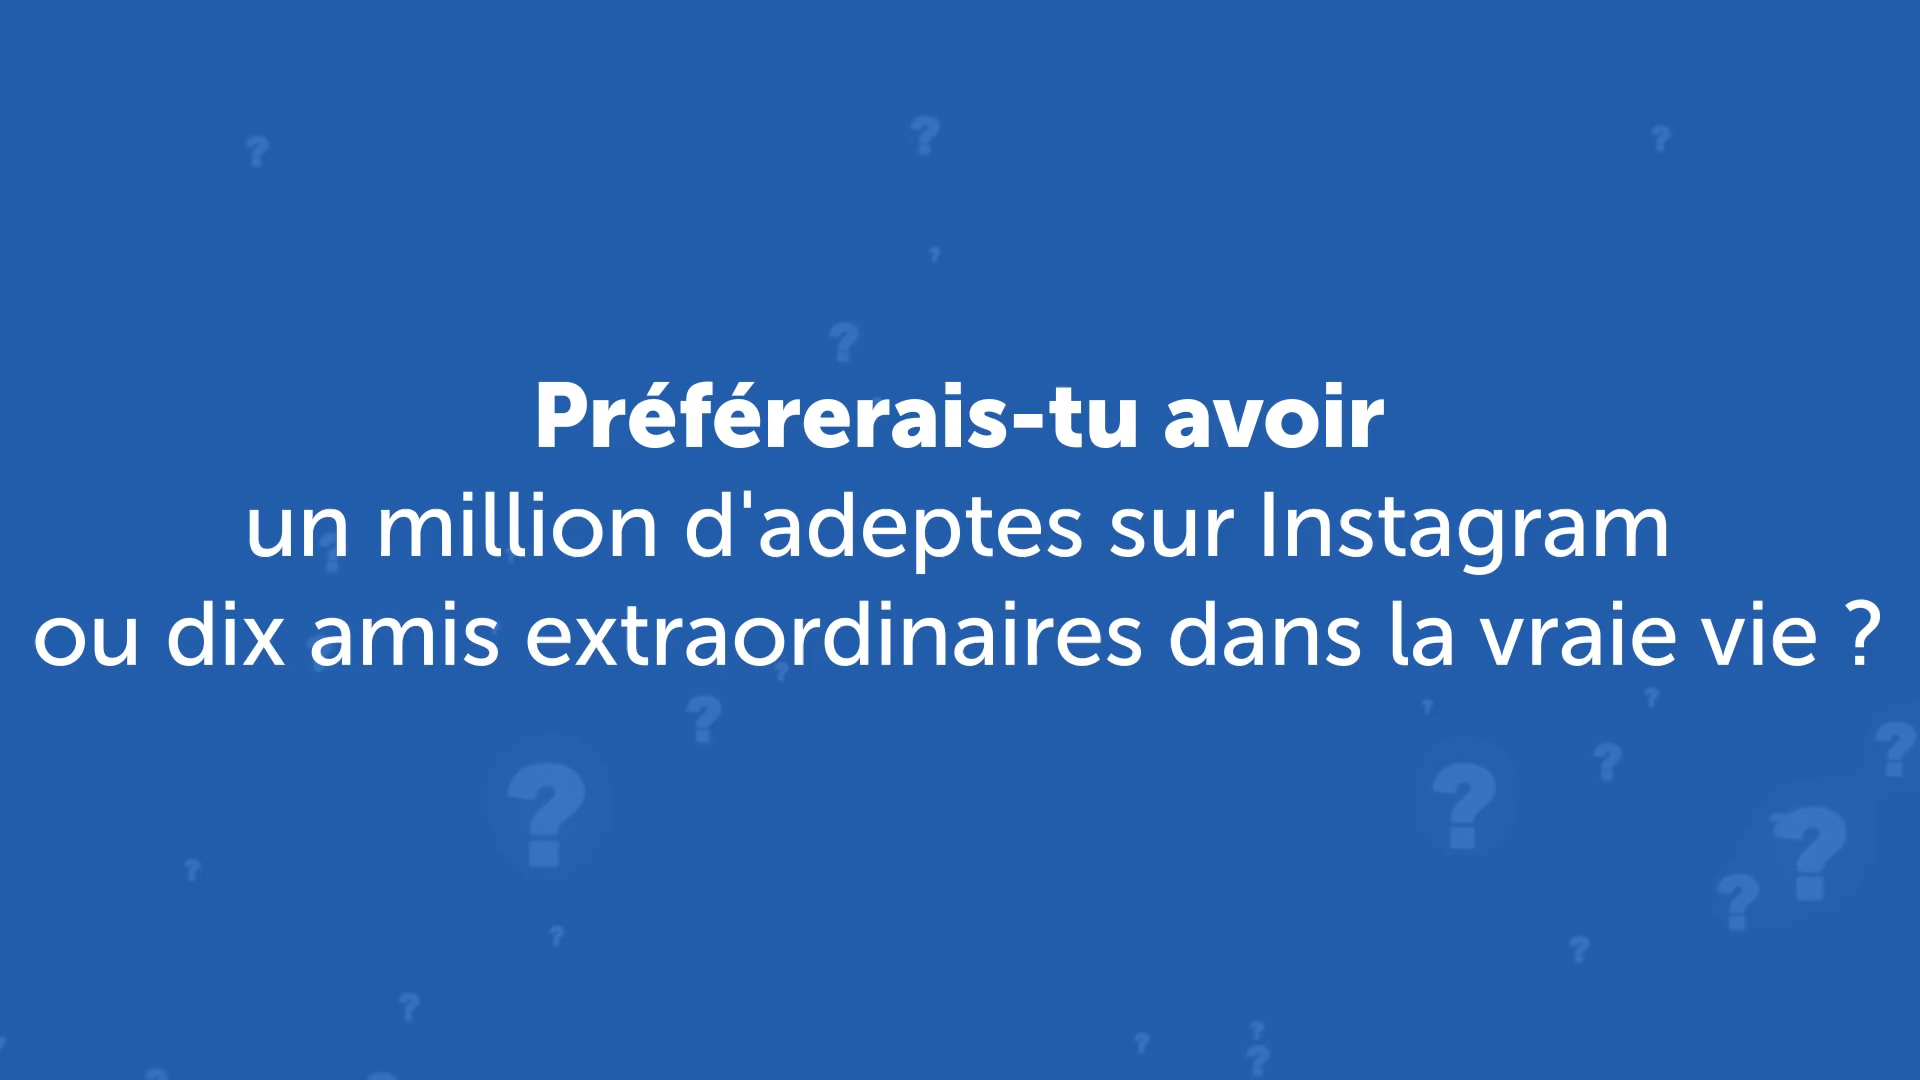 Préférerais-tu avoir
un million d'adeptes sur Instagram
ou dix amis extraordinaires dans la vraie vie ?